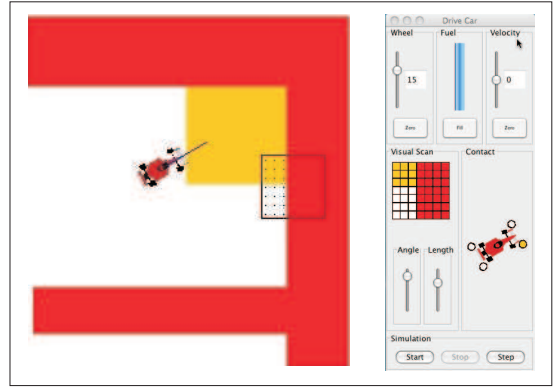 Drive Car
Wheel Fuel Velocity
15 0
Zero Fill Zero
Visual Scan Contact
Angle Length
Simulation
Start Stop Step